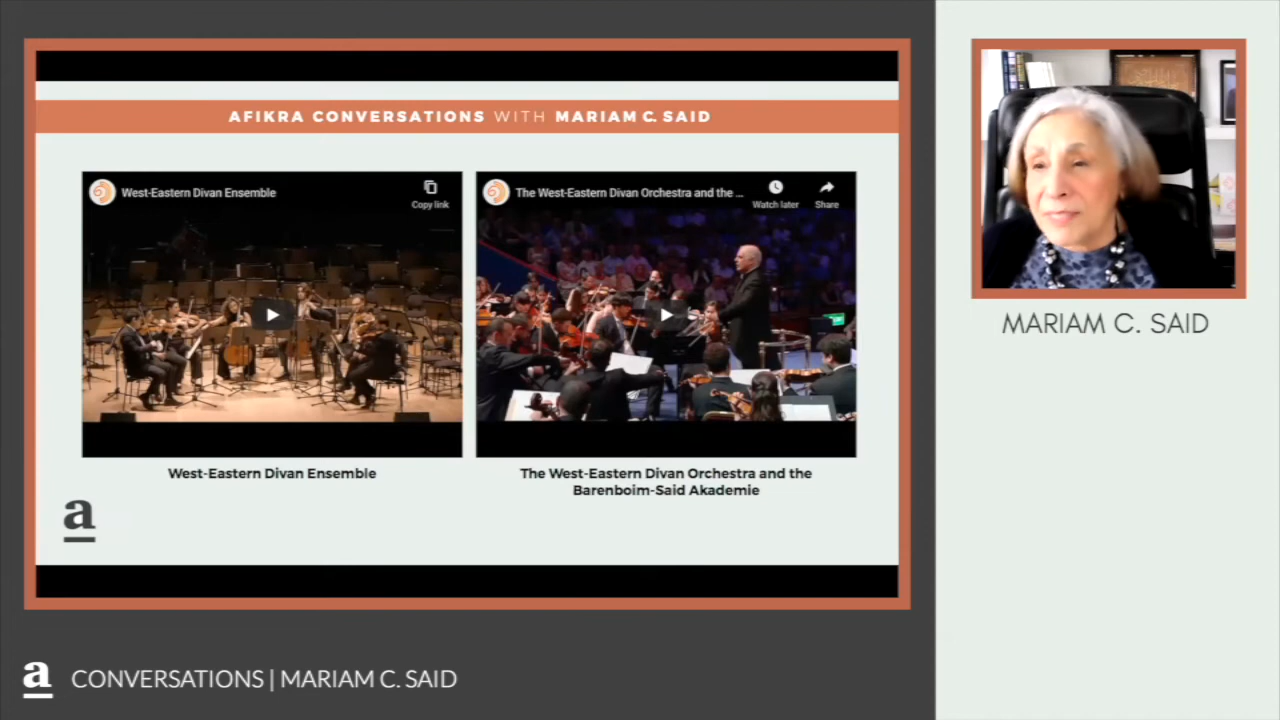 AFIKRA CONVERSATIONS WITH MARIAM C. SAID
West-Eastern Divan Ensemble
Copy link
The West-Eastern Divan Orchestra and the ...
Watch later
Share
West-Eastern Divan Ensemble
The West-Eastern Divan Orchestra and the
Barenboim-Said Akademie
a
MARIAM C. SAID
a
CONVERSATIONS | MARIAM C. SAID